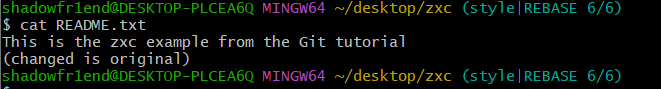 shadowfr1end@DESKTOP-PLCEA6Q MINGW64 ~/desktop/zxc (style|REBASE 6/6)
$ cat README.txt
This is the zxc example from the Git tutorial
(changed is original)
shadowfr1end@DESKTOP-PLCEA6Q MINGW64 ~/desktop/zxc (style|REBASE 6/6)